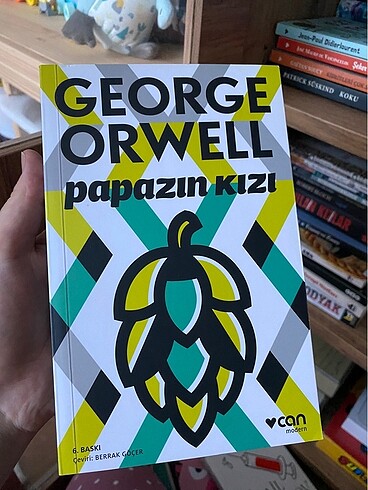 GEORGE
ORWELL
papazın kızı
6. BASKI
Çeviri: BERRAK GÖÇER
can
modern
Jean-Paul Didierlaurent
PATRICK SÜSKIND KOKU